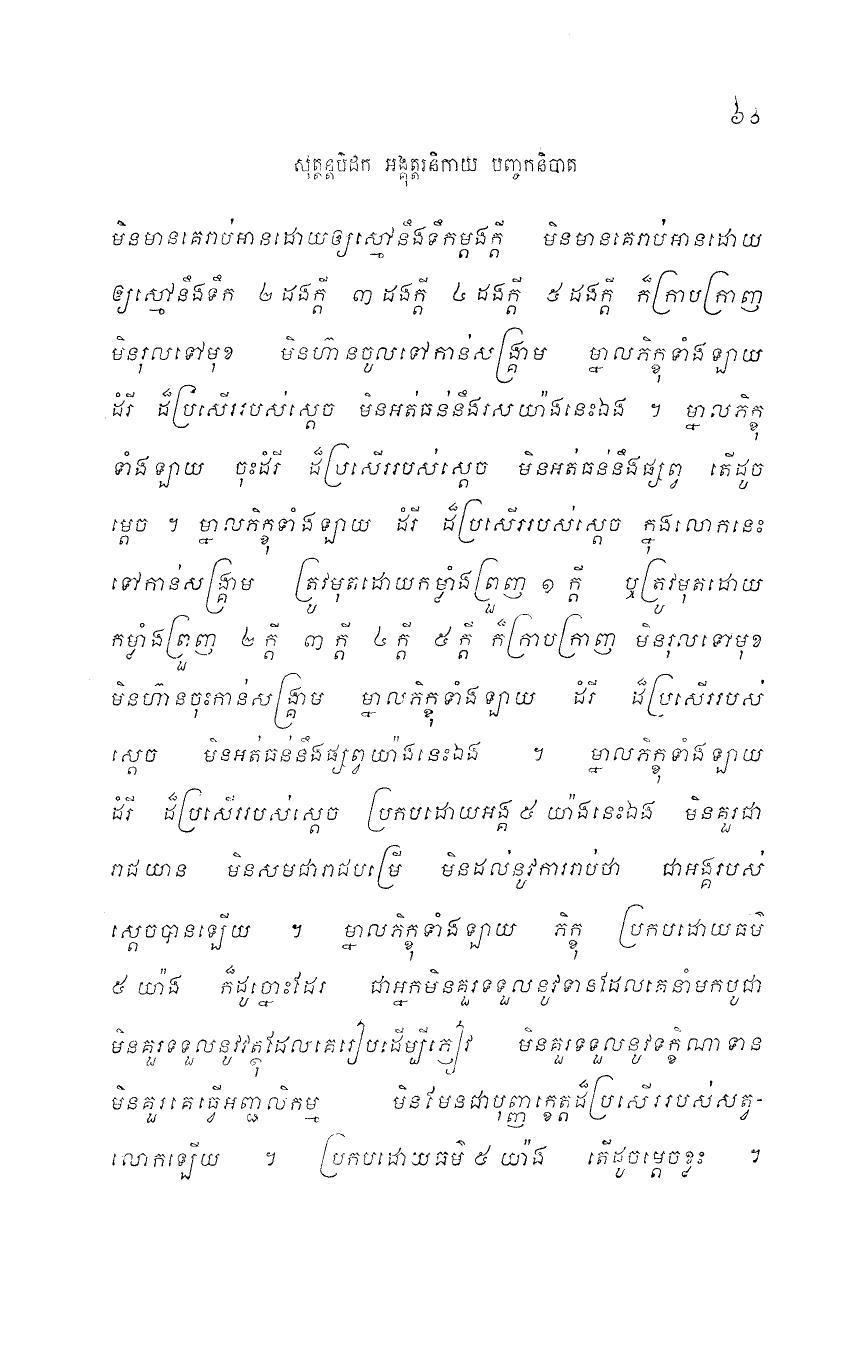 ៦១
សុត្តន្តបិដក អង្គុត្តរនិកាយ បញ្ចកនិបាត
មិនមានគេរាប់អានដោយឲ្យស្មៅនឹងទឹកម្តងក្តី មិនមានគេរាប់អានដោយ
ឲ្យស្មៅនឹងទឹក ២ ដងក្តី ៣ ដងក្តី ៤ ដងក្តី ៥ ដងក្តី ក៏ក្រាបក្រាញ
មិនរុលទៅមុខ មិនហ៊ានចូលទៅកាន់សង្គ្រាម ម្នាលភិក្ខុទាំងឡាយ
ដំរី ដ៏ប្រសើររបស់ស្តេច មិនអត់ធន់នឹងរសយ៉ាងនេះឯង ។ ម្នាលភិក្ខុ
ទាំងឡាយ ចុះដំរី ដ៏ប្រសើររបស់ស្តេច មិនអត់ធន់នឹងផ្សព្វ តើដូច
ម្តេច ។ ម្នាលភិក្ខុទាំងឡាយ ដំរី ដ៏ប្រសើររបស់ស្តេច ក្នុងលោកនេះ
ទៅកាន់សង្គ្រាម ត្រូវមុតដោយកម្លាំងព្រួញ ១ ក្តី ឬត្រូវមុតដោយ
កម្លាំងព្រួញ ២ ក្តី ៣ ក្តី ៤ ក្តី ៥ ក្តី ក៏ក្រាបក្រាញ មិនរុលទៅមុខ
មិនហ៊ានចុះកាន់សង្គ្រាម ម្នាលភិក្ខុទាំងឡាយ ដំរី ដ៏ប្រសើររបស់
ស្តេច មិនអត់ធន់នឹងផ្សព្វយ៉ាងនេះឯង ។ ម្នាលភិក្ខុទាំងឡាយ
ដំរី ដ៏ប្រសើររបស់ស្តេច ប្រកបដោយអង្គ ៥ យ៉ាងនេះឯង មិនគួរជា
រាជយាន មិនសមជារាជបម្រើ មិនដល់នូវការរាប់ថា ជាអង្គរបស់
ស្តេចបានឡើយ ។ ម្នាលភិក្ខុទាំងឡាយ ភិក្ខុ ប្រកបដោយធម៌
៥ យ៉ាង ក៏ដូច្នោះដែរ ជាអ្នកមិនគួរទទួលនូវទានដែលគេនាំមកបូជា
មិនគួរទទួលនូវវត្ថុដែលគេរៀបដើម្បីភ្ញៀវ មិនគួរទទួលនូវទក្ខិណាទាន
មិនគួរគេធ្វើអញ្ជលិកម្ម មិនមែនជាបុញ្ញក្ខេត្តដ៏ប្រសើររបស់សត្វ-
លោកឡើយ ។ ប្រកបដោយធម៌ ៥ យ៉ាង តើដូចម្តេចខ្លះ ។